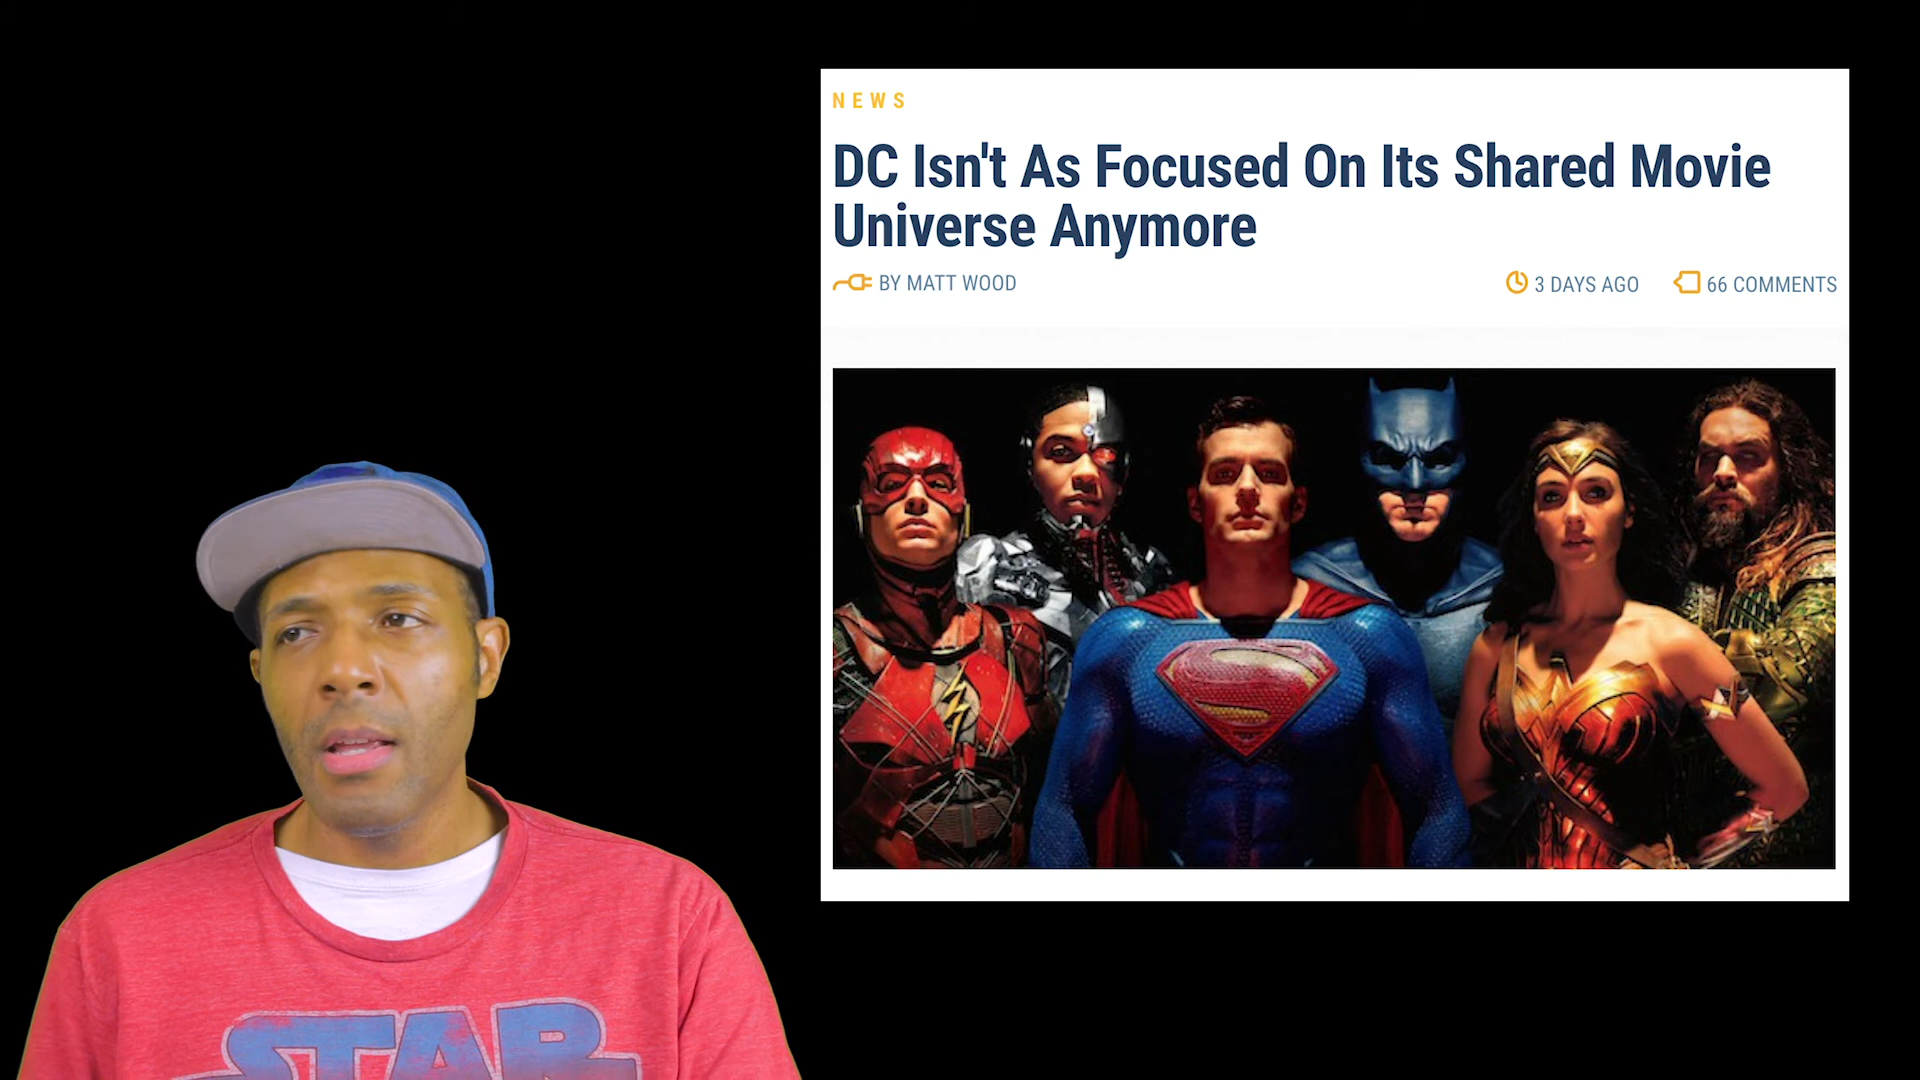 NEWS
DC Isn't As Focused On Its Shared Movie
Universe Anymore
BY MATT WOOD
3 DAYS AGO
66 COMMENTS
STAR